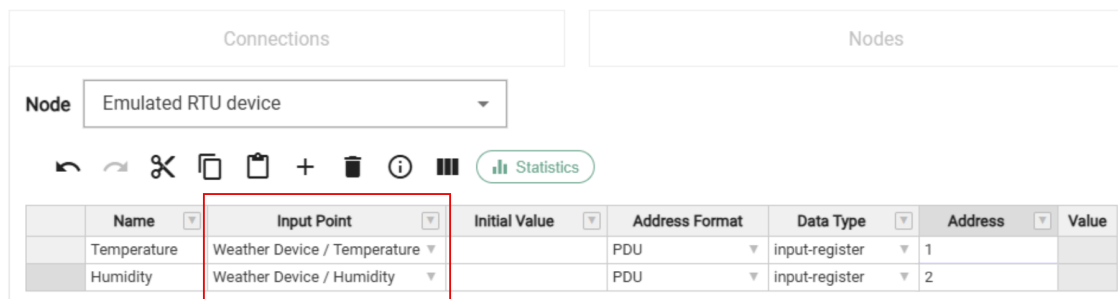 Connections Nodes
Node Emulated RTU device
Statistics
Name Input Point Initial Value Address Format Data Type Address Value
Temperature Weather Device / Temperature PDU input-register 1
Humidity Weather Device / Humidity PDU input-register 2